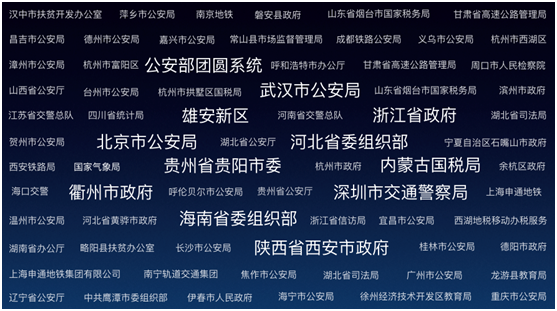 汉中市扶贫开发办公室 萍乡市公安局 南京地铁 磐安县政府 山东省烟台市国家税务局 甘肃省高速公路管理局
昌吉市公安局 德州市公安局 嘉兴市公安局 常山县市场监督管理局 成都铁路公安局 义乌市公安局 杭州市西湖区
漳州市公安局 杭州市富阳区 公安部团圆系统 呼和浩特市办公厅 甘肃省高速公路管理局 周口市人民检察院
山西省公安厅 台州市公安局 杭州市拱墅区国税局 武汉市公安局 山东省烟台市国家税务局 滨州市政府
江苏省交警总队 四川省统计局 雄安新区 河南省交警总队 浙江省政府 湖北省司法局
贺州市公安局 北京市公安局 湖北省公安厅 河北省委组织部 宁夏自治区石嘴山市政府
西安铁路局 国家气象局 贵州省贵阳市委 杭州市政府 内蒙古国税局 余杭区政府
海口交警 衢州市政府 呼伦贝尔市公安局 贵州省公安厅 深圳市交通警察局 上海申通地铁
温州市公安局 河北省黄骅市政府 海南省委组织部 浙江省信访局 宜昌市公安局 西湖地税移动办税服务
湖南省办公厅 略阳县扶贫办公室 长沙市公安局 陕西省西安市政府 桂林市公安局 德阳市政府
上海申通地铁集团有限公司 南宁轨道交通集团 焦作市公安局 湖北省司法局 广州市公安局 龙游县教育局
辽宁省公安厅 中共鹰潭市委组织部 伊春市人民政府 海宁市公安局 徐州经济技术开发区教育局 重庆市公安局